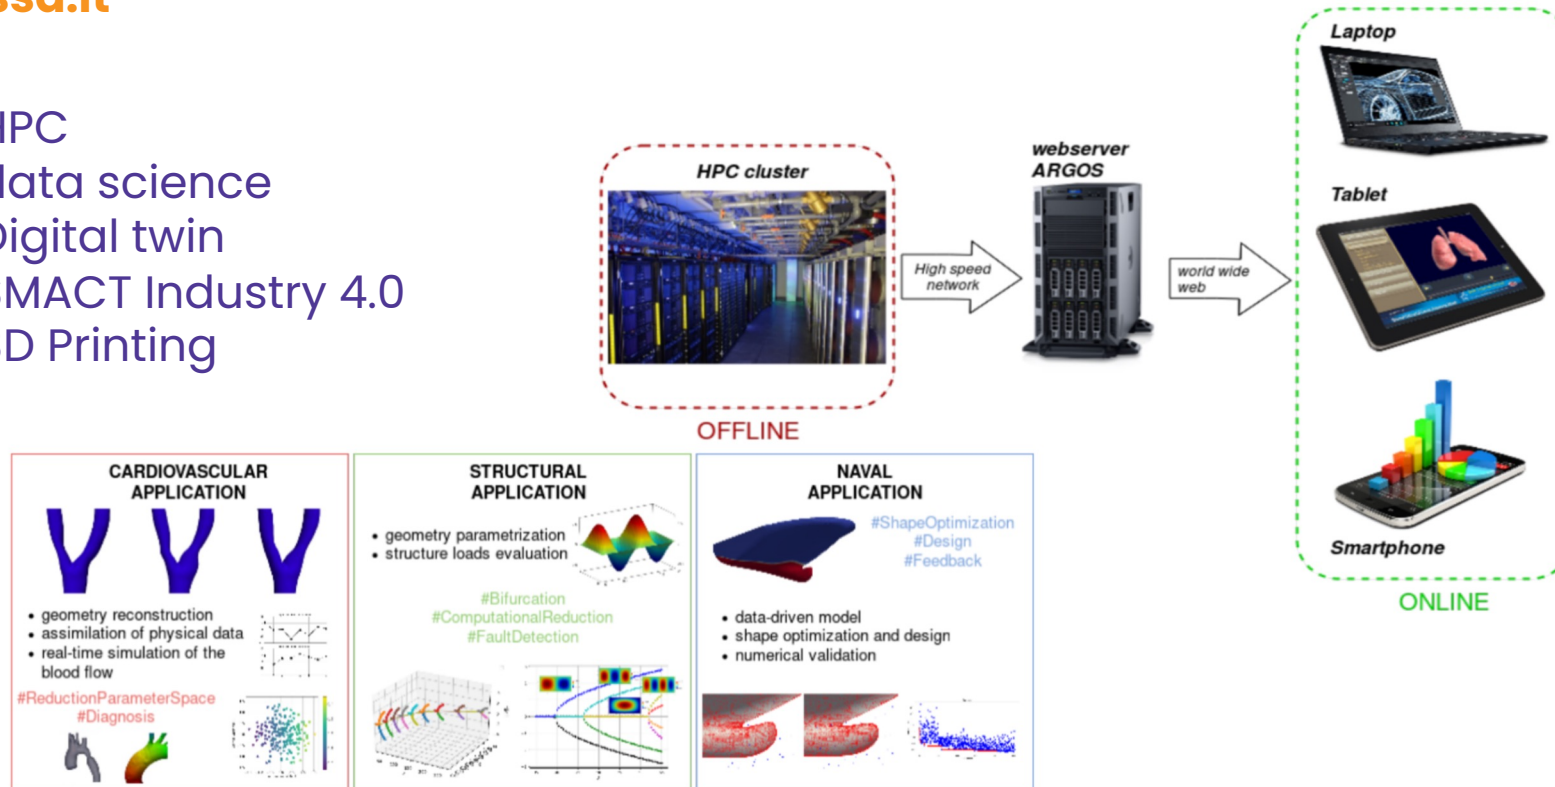 ssa.it
HPC
data science
Digital twin
SMACT Industry 4.0
3D Printing
HPC cluster
OFFLINE
High speed
network
webserver
ARGOS
world wide
web
Laptop
Tablet
Smartphone
ONLINE
CARDIOVASCULAR
APPLICATION
• geometry reconstruction
• assimilation of physical data
• real-time simulation of the
blood flow
#ReductionParameterSpace
#Diagnosis
STRUCTURAL
APPLICATION
• geometry parametrization
• structure loads evaluation
#Bifurcation
#ComputationalReduction
#FaultDetection
NAVAL
APPLICATION
#ShapeOptimization
#Design
#Feedback
• data-driven model
• shape optimization and design
• numerical validation